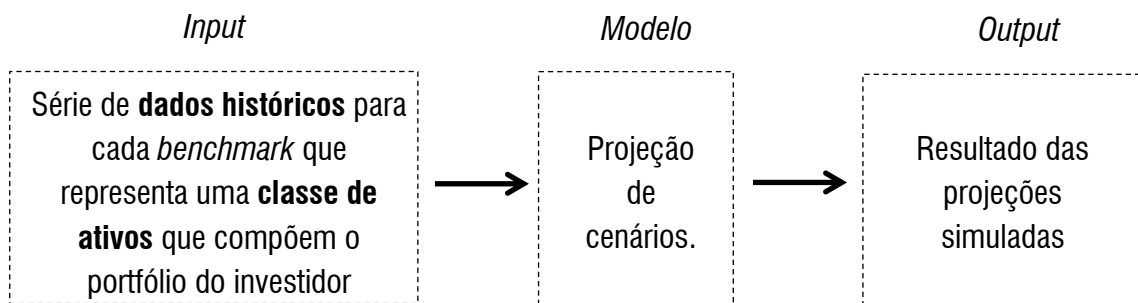 Input
Modelo
Output
Série de dados históricos para
cada benchmark que
representa uma classe de
ativos que compõem o
portfólio do investidor
Projeção
de
cenários.
Resultado das
projeções
simuladas